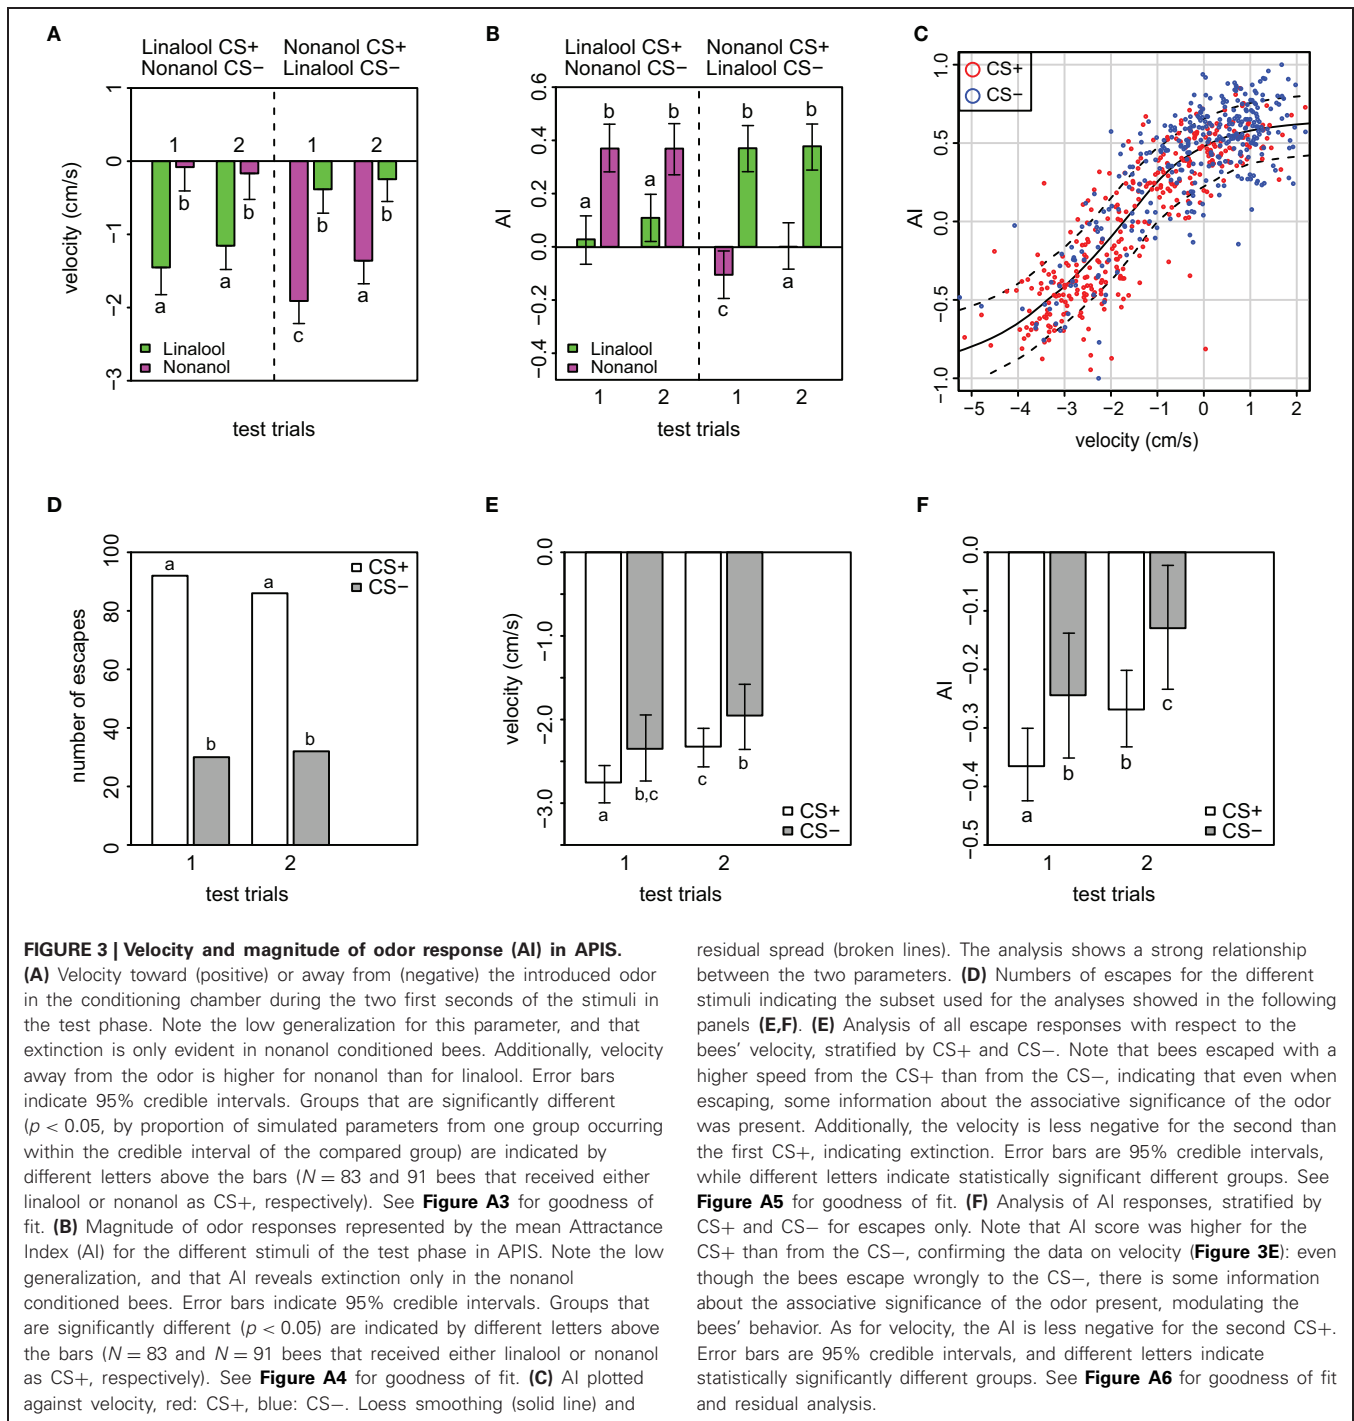 A
Linalool CS+ Nonanol CS+
Nonanol CS− Linalool CS−
1
0
−1
−2
−3
velocity (cm/s)
1 2 1 2
a b a b c b a b
Linalool
Nonanol
test trials
B
Linalool CS+ Nonanol CS+
Nonanol CS− Linalool CS−
0.6
0.4
0.2
0.0
−0.2
−0.4
AI
a b a b c b a b
Linalool
Nonanol
1 2 1 2
test trials
C
CS+
CS−
1.0
0.5
0.0
−0.5
−1.0
AI
−5 −4 −3 −2 −1 0 1 2
velocity (cm/s)
D
100
80
60
40
20
0
number of escapes
a b a b
CS+
CS−
1 2
test trials
E
0.0
−1.0
−2.0
−3.0
velocity (cm/s)
a b,c c b
CS+
CS−
1 2
test trials
F
0.0
−0.1
−0.2
−0.3
−0.4
−0.5
AI
a b b c
CS+
CS−
1 2
test trials
FIGURE 3 | Velocity and magnitude of odor response (AI) in APIS.
(A) Velocity toward (positive) or away from (negative) the introduced odor
in the conditioning chamber during the two first seconds of the stimuli in
the test phase. Note the low generalization for this parameter, and that
extinction is only evident in nonanol conditioned bees. Additionally, velocity
away from the odor is higher for nonanol than for linalool. Error bars
indicate 95% credible intervals. Groups that are significantly different
(p < 0.05, by proportion of simulated parameters from one group occurring
within the credible interval of the compared group) are indicated by
different letters above the bars (N = 83 and 91 bees that received either
linalool or nonanol as CS+, respectively). See Figure A3 for goodness of
fit. (B) Magnitude of odor responses represented by the mean Attractance
Index (AI) for the different stimuli of the test phase in APIS. Note the low
generalization, and that AI reveals extinction only in the nonanol
conditioned bees. Error bars indicate 95% credible intervals. Groups that
are significantly different (p < 0.05) are indicated by different letters above
the bars (N = 83 and N = 91 bees that received either linalool or nonanol
as CS+, respectively). See Figure A4 for goodness of fit. (C) AI plotted
against velocity, red: CS+, blue: CS−. Loess smoothing (solid line) and
residual spread (broken lines). The analysis shows a strong relationship
between the two parameters. (D) Numbers of escapes for the different
stimuli indicating the subset used for the analyses showed in the following
panels (E,F). (E) Analysis of all escape responses with respect to the
bees' velocity, stratified by CS+ and CS−. Note that bees escaped with a
higher speed from the CS+ than from the CS−, indicating that even when
escaping, some information about the associative significance of the odor
was present. Additionally, the velocity is less negative for the second than
the first CS+, indicating extinction. Error bars are 95% credible intervals,
while different letters indicate statistically significant different groups. See
Figure A5 for goodness of fit. (F) Analysis of AI responses, stratified by
CS+ and CS− for escapes only. Note that AI score was higher for the
CS+ than from the CS−, confirming the data on velocity (Figure 3E): even
though the bees escape wrongly to the CS−, there is some information
about the associative significance of the odor present, modulating the
bees' behavior. As for velocity, the AI is less negative for the second CS+.
Error bars are 95% credible intervals, and different letters indicate
statistically significantly different groups. See Figure A6 for goodness of fit
and residual analysis.